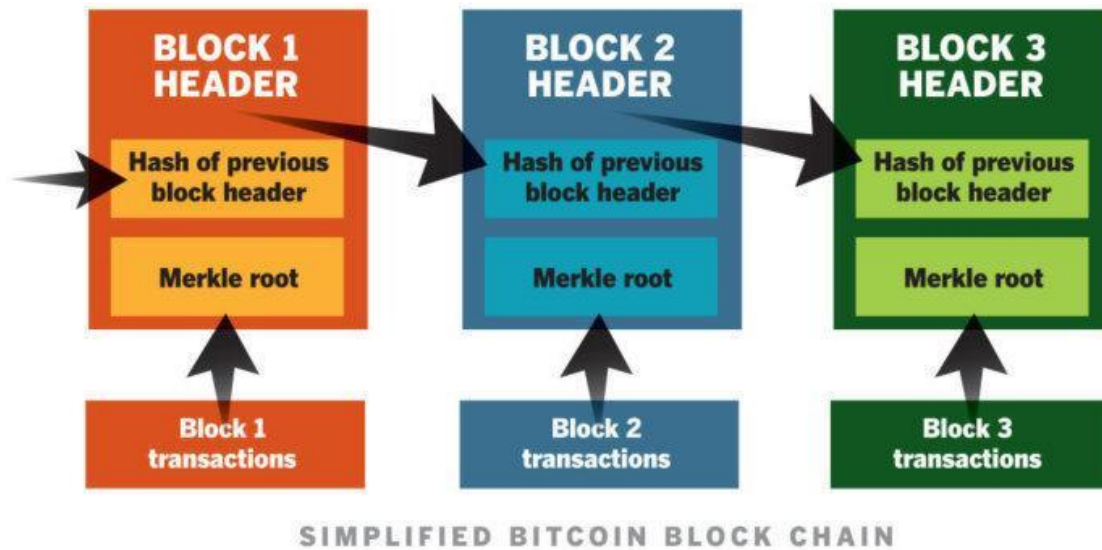 BLOCK 1
HEADER
Hash of previous
block header
Merkle root
Block 1
transactions
BLOCK 2
HEADER
Hash of previous
block header
Merkle root
Block 2
transactions
BLOCK 3
HEADER
Hash of previous
block header
Merkle root
Block 3
transactions
SIMPLIFIED BITCOIN BLOCK CHAIN